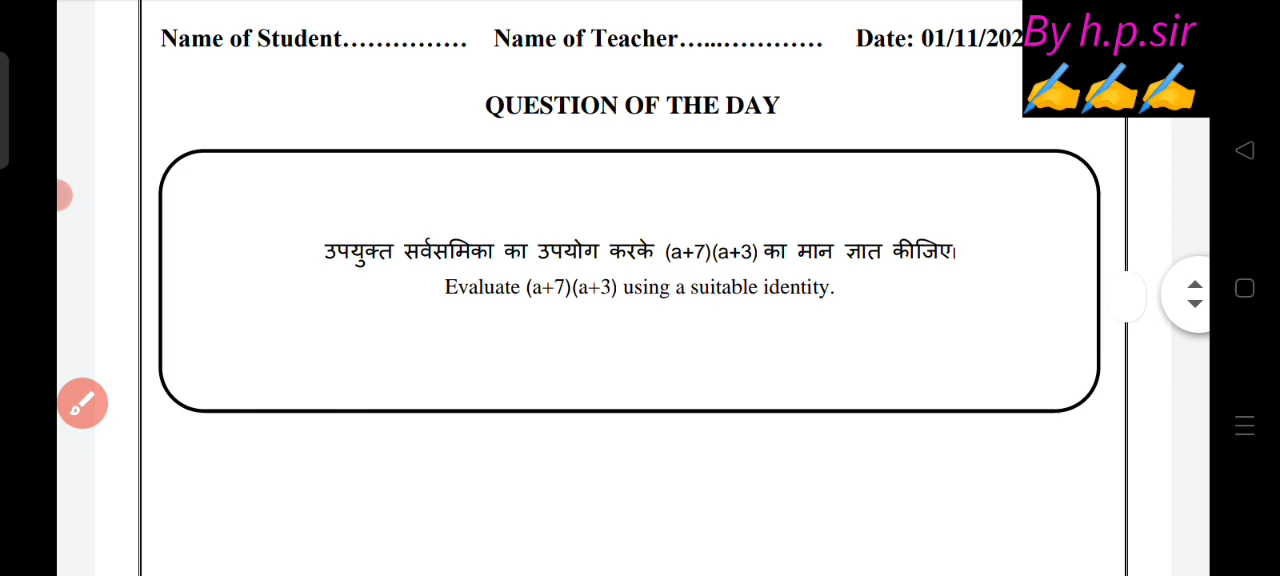 Name of Student…………… Name of Teacher…...………… Date: 01/11/202
By h.p.sir
QUESTION OF THE DAY
उपयुक्त सर्वसमिका का उपयोग करके (a+7)(a+3) का मान ज्ञात कीजिए।
Evaluate (a+7)(a+3) using a suitable identity.